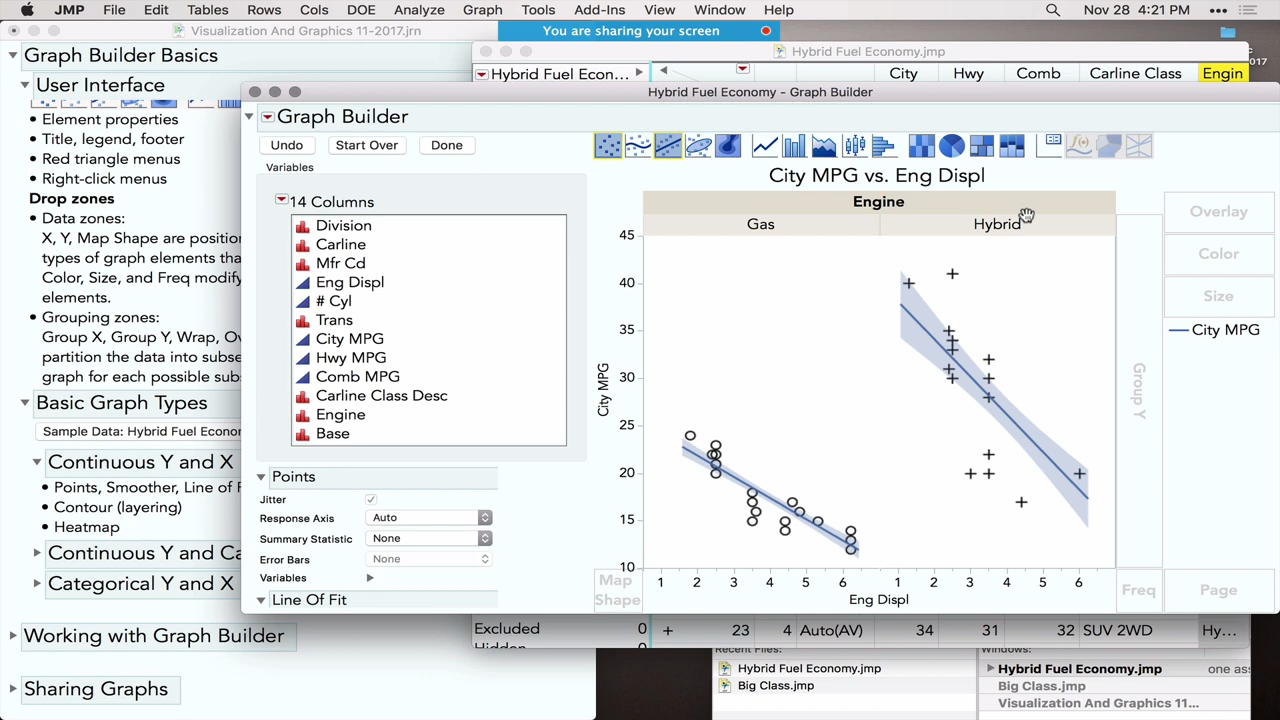 JMP File Edit Tables Rows Cols DOE Analyze Graph Tools Add-Ins View Window Help Nov 28 4:21 PM
Visualization And Graphics 11-2017.jrn
You are sharing your screen
Graph Builder Basics
User Interface
• Element properties
• Title, legend, footer
• Red triangle menus
• Right-click menus
Drop zones
• Data zones:
X, Y, Map Shape are position
types of graph elements tha
Color, Size, and Freq modify
elements.
• Grouping zones:
Group X, Group Y, Wrap, Ov
partition the data into subse
graph for each possible sub
Basic Graph Types
Sample Data: Hybrid Fuel Econor
Continuous Y and X
• Points, Smoother, Line of F
• Contour (layering)
• Heatmap
Continuous Y and Ca
Categorical Y and X
Working with Graph Builder
Sharing Graphs
Hybrid Fuel Economy.jmp
Hybrid Fuel Econ...
City Hwy Comb Carline Class Engin
2017
Hybrid Fuel Economy - Graph Builder
Graph Builder
Undo Start Over Done
Variables
14 Columns
Division
Carline
Mfr Cd
Eng Displ
# Cyl
Trans
City MPG
Hwy MPG
Comb MPG
Carline Class Desc
Engine
Base
Points
Jitter
Response Axis Auto
Summary Statistic None
Error Bars None
Variables
Line Of Fit
City MPG vs. Eng Displ
Engine
Gas Hybrid
45
40
35
30
25
20
15
10
City MPG
1 2 3 4 5 6 1 2 3 4 5 6
Eng Displ
Map
Shape
Group Y
Freq
Overlay
Color
Size
City MPG
Page
Excluded 0
Hidden 0
+ 23 4 Auto(AV) 34 31 32 SUV 2WD Hy...
Recent Files:
Hybrid Fuel Economy.jmp
Big Class.jmp
Windows:
Hybrid Fuel Economy.jmp one ass
Big Class.jmp
Visualization And Graphics 11...